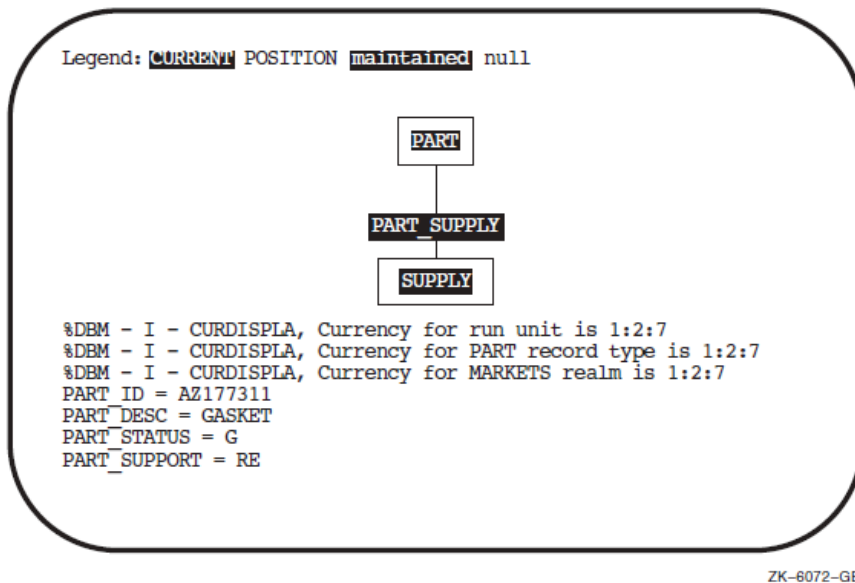 Legend: CURRENT POSITION maintained null
PART
PART_SUPPLY
SUPPLY
%DBM - I - CURDISPLA, Currency for run unit is 1:2:7
%DBM - I - CURDISPLA, Currency for PART record type is 1:2:7
%DBM - I - CURDISPLA, Currency for MARKETS realm is 1:2:7
PART_ID = AZ177311
PART_DESC = GASKET
PART_STATUS = G
PART_SUPPORT = RE